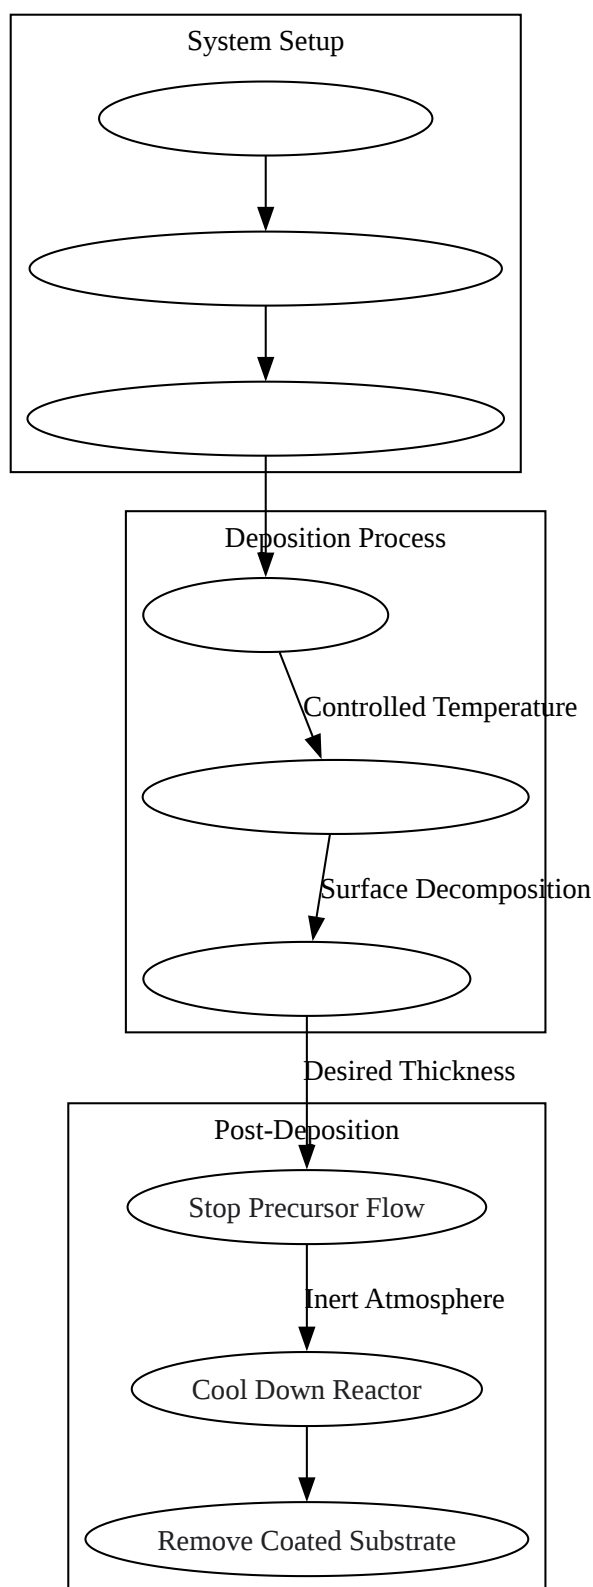 System Setup
Deposition Process
Controlled Temperature
Surface Decomposition
Desired Thickness
Post-Deposition
Stop Precursor Flow
Inert Atmosphere
Cool Down Reactor
Remove Coated Substrate